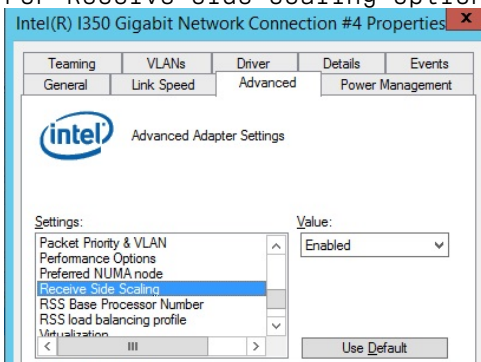 Intel(R) I350 Gigabit Network Connection #4 Properties x
Teaming VLANs Driver Details Events
General Link Speed Advanced Power Management
intel Advanced Adapter Settings
Settings: Value:
Packet Priority & VLAN Enabled
Performance Options
Preferred NUMA node
Receive Side Scaling
RSS Base Processor Number
RSS load balancing profile
Virtualization
Use Default